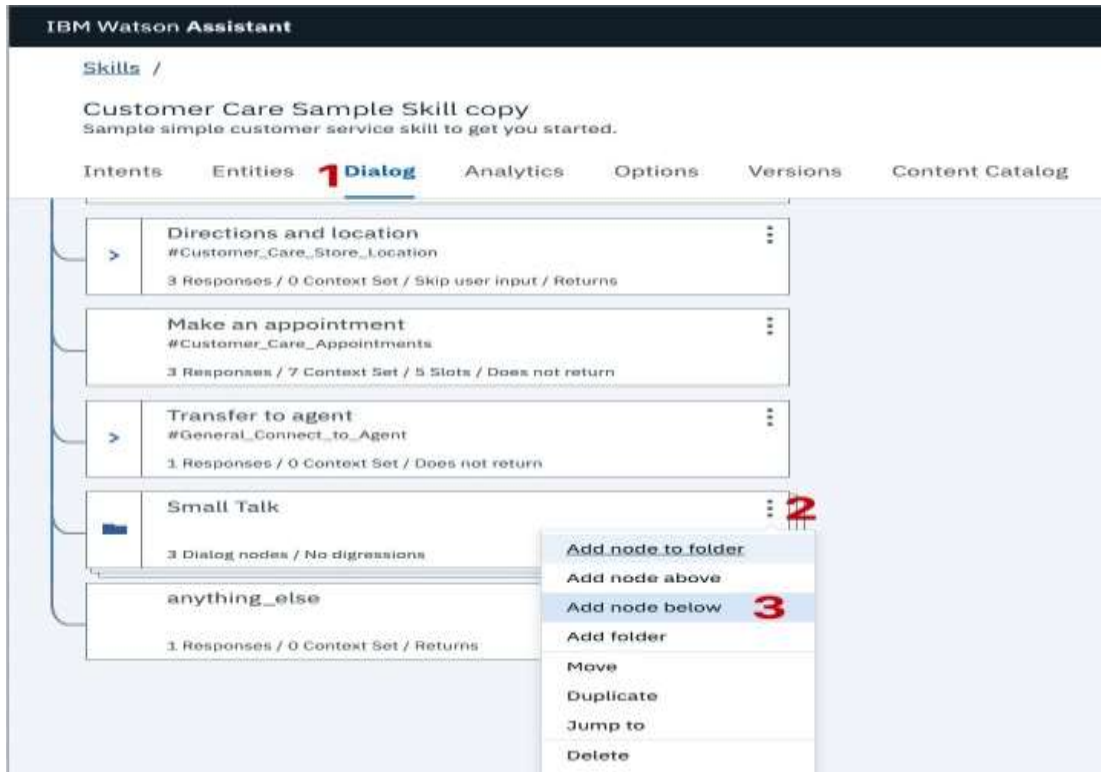 IBM Watson Assistant
Skills /
Customer Care Sample Skill copy
Sample simple customer service skill to get you started.
Intents Entities 1 Dialog Analytics Options Versions Content Catalog
Directions and location
#Customer_Care_Store_Location
3 Responses / 0 Context Set / Skip user input / Returns
Make an appointment
#Customer_Care_Appointments
3 Responses / 7 Context Set / 5 Slots / Does not return
Transfer to agent
#General_Connect_to_Agent
1 Responses / 0 Context Set / Does not return
Small Talk 2
3 Dialog nodes / No digressions
anything_else
1 Responses / 0 Context Set / Returns
Add node to folder
Add node above
Add node below 3
Add folder
Move
Duplicate
Jump to
Delete